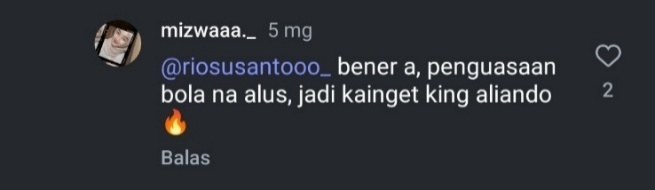 mizwaaa._ 5 mg
@riosusantooo_ bener a, penguasaan
bola na alus, jadi kainget king aliando
🔥
2
Balas